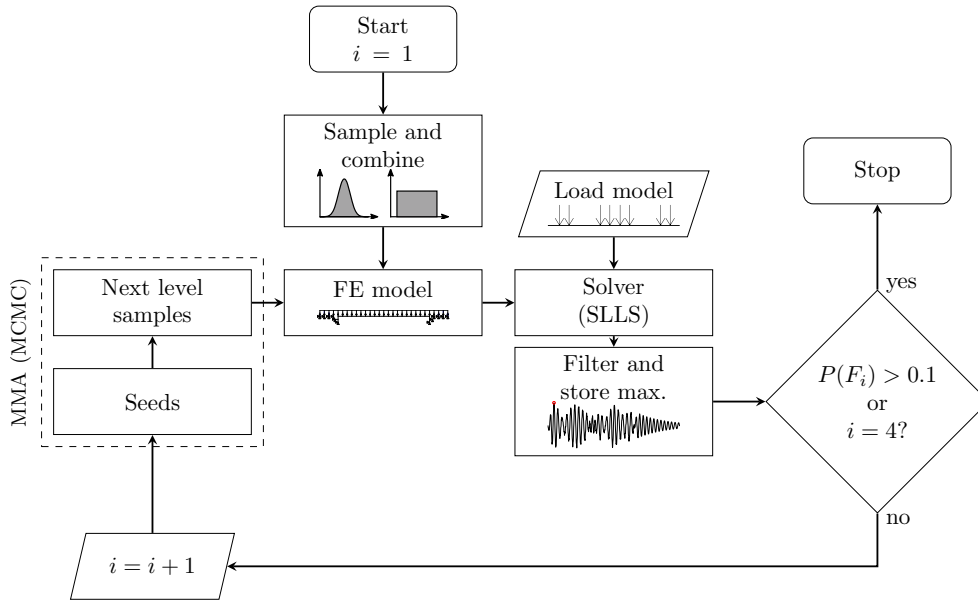 Start
i = 1
Sample and
combine
Load model
Stop
MMA (MCMC)
Next level
samples
FE model
Solver
(SLLS)
yes
Seeds
Filter and
store max.
P(F_i) > 0.1
or
i = 4?
no
i = i + 1